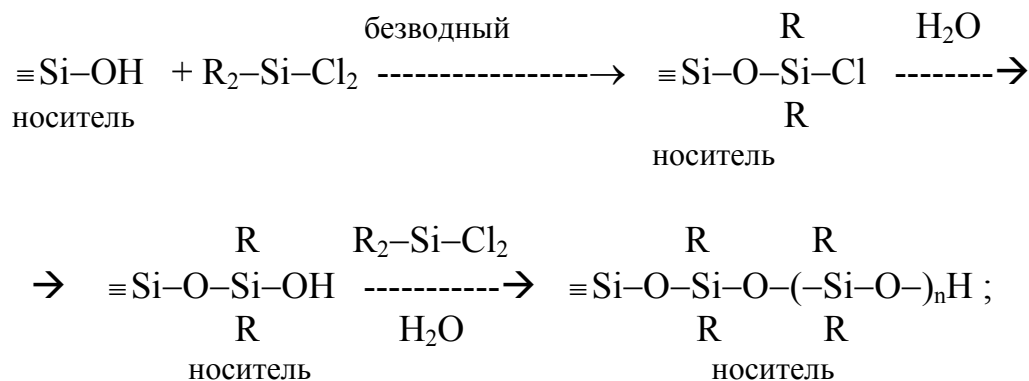 безводный R H₂O
≡Si–OH + R₂–Si–Cl₂ -----------------→ ≡Si–O–Si–Cl --------→
носитель R
носитель
R R₂–Si–Cl₂ R R
→ ≡Si–O–Si–OH -----------→ ≡Si–O–Si–O–(–Si–O–)ₙH ;
R H₂O R R
носитель носитель